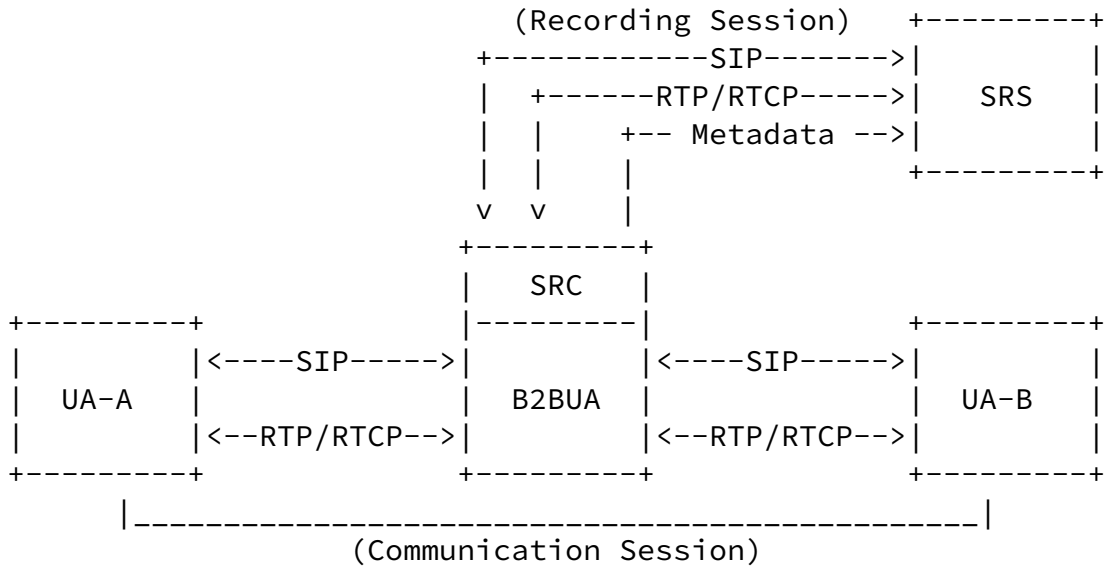 (Recording Session) +---------+
+------------SIP------->| |
| +------RTP/RTCP----->| SRS |
| | +-- Metadata -->| |
| | | +---------+
v v |
+---------+
| SRC |
+---------+ |---------| +---------+
| |<----SIP----->| |<----SIP----->| |
| UA-A | | B2BUA | | UA-B |
| |<--RTP/RTCP-->| |<--RTP/RTCP-->| |
+---------+ +---------+ +---------+
|_______________________________________________|
(Communication Session)